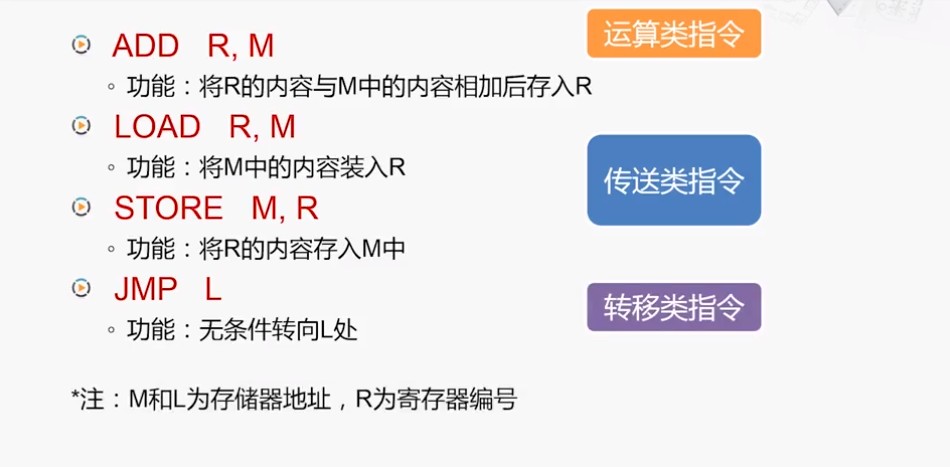 ADD R, M
运算类指令
功能：将R的内容与M中的内容相加后存入R
LOAD R, M
功能：将M中的内容装入R
传送类指令
STORE M, R
功能：将R的内容存入M中
JMP L
转移类指令
功能：无条件转向L处
*注：M和L为存储器地址，R为寄存器编号